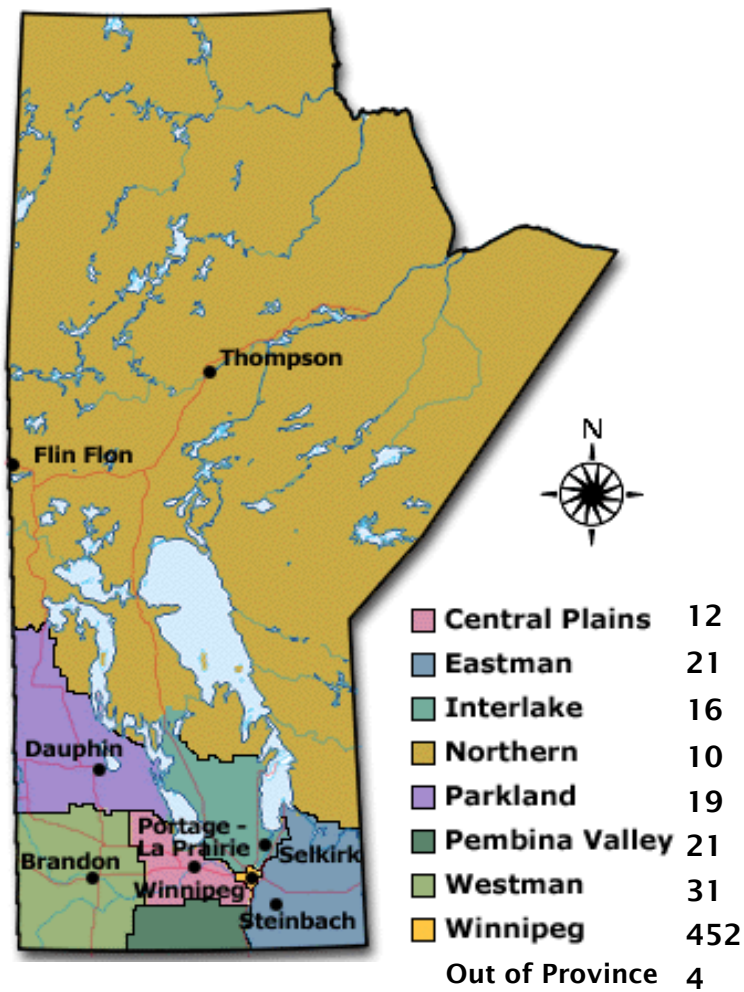 Thompson
Flin Flon
N
Central Plains 12
Eastman 21
Interlake 16
Northern 10
Dauphin
Parkland 19
Portage -
La Prairie
Pembina Valley 21
Brandon
Selkirk
Winnipeg
Westman 31
Steinbach
Winnipeg 452
Out of Province 4